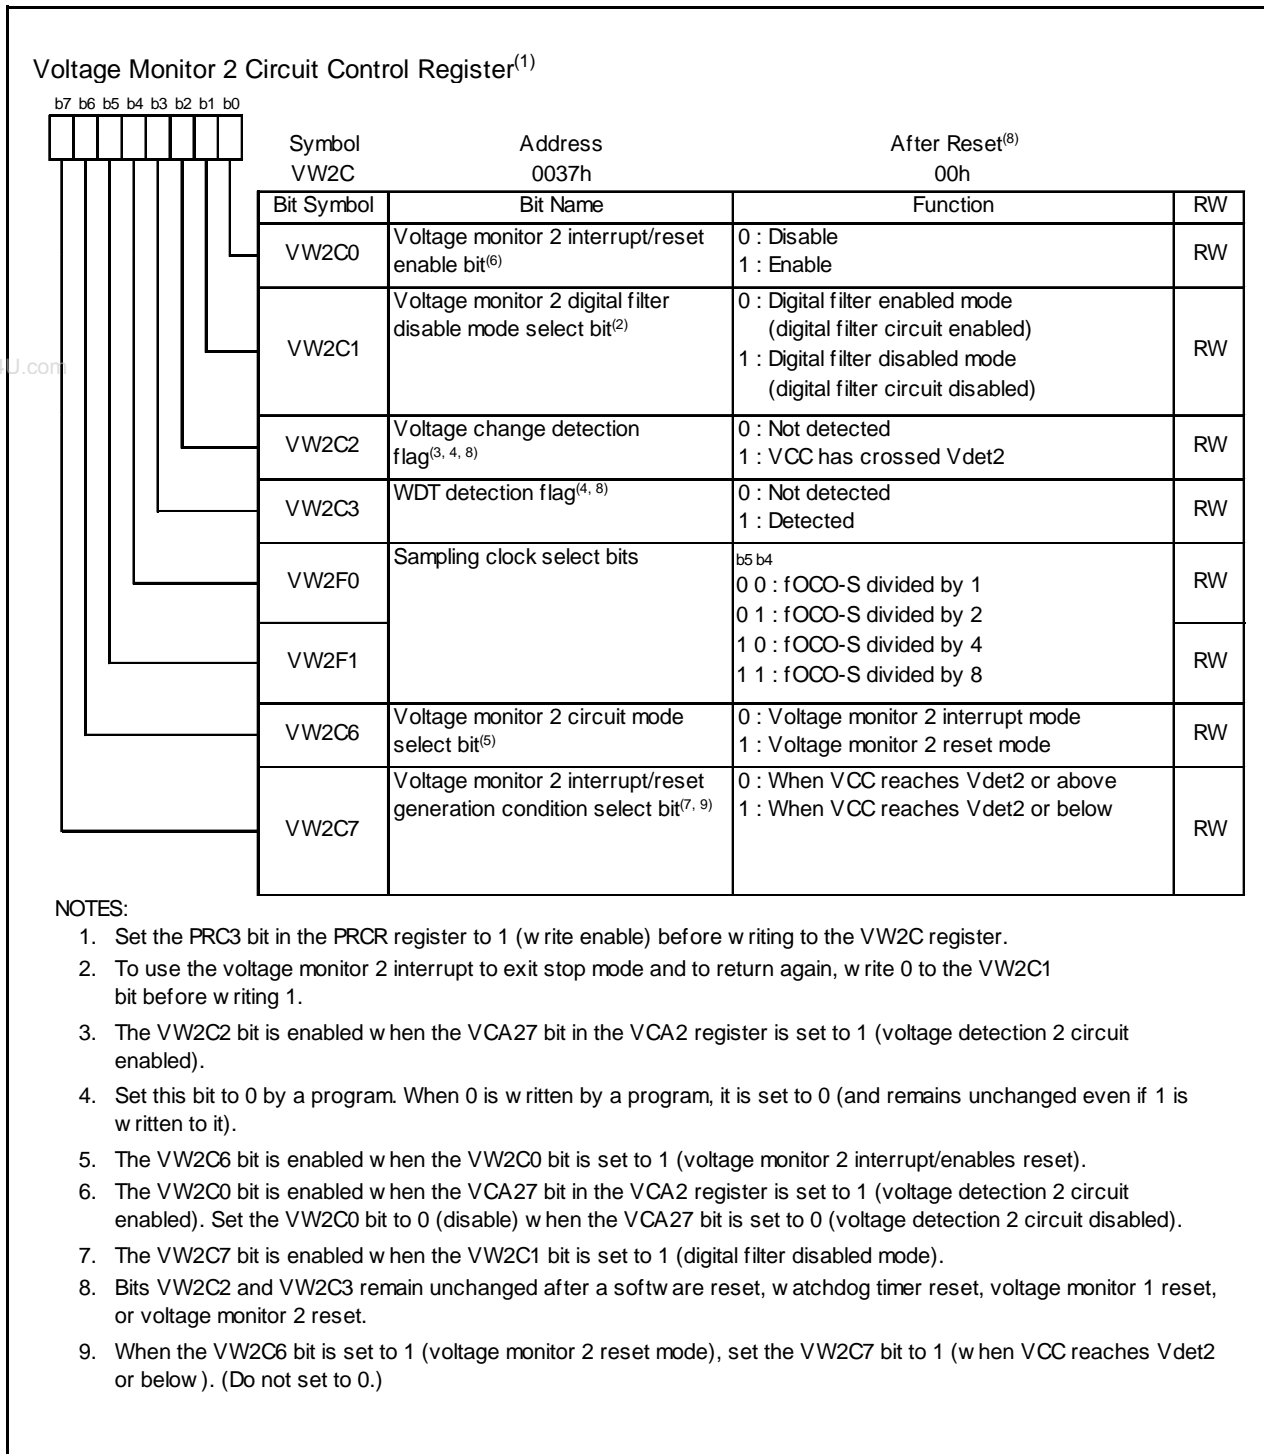 Voltage Monitor 2 Circuit Control Register(1)
b7 b6 b5 b4 b3 b2 b1 b0
Symbol Address After Reset(8)
VW2C 0037h 00h
Bit Symbol Bit Name Function RW
VW2C0 Voltage monitor 2 interrupt/reset enable bit(6) 0 : Disable
1 : Enable RW
VW2C1 Voltage monitor 2 digital filter disable mode select bit(2) 0 : Digital filter enabled mode
(digital filter circuit enabled)
1 : Digital filter disabled mode
(digital filter circuit disabled) RW
4U.com
VW2C2 Voltage change detection flag(3, 4, 8) 0 : Not detected
1 : VCC has crossed Vdet2 RW
VW2C3 WDT detection flag(4, 8) 0 : Not detected
1 : Detected RW
VW2F0 Sampling clock select bits b5 b4
0 0 : fOCO-S divided by 1
0 1 : fOCO-S divided by 2 RW
VW2F1 1 0 : fOCO-S divided by 4
1 1 : fOCO-S divided by 8 RW
VW2C6 Voltage monitor 2 circuit mode select bit(5) 0 : Voltage monitor 2 interrupt mode
1 : Voltage monitor 2 reset mode RW
VW2C7 Voltage monitor 2 interrupt/reset generation condition select bit(7, 9) 0 : When VCC reaches Vdet2 or above
1 : When VCC reaches Vdet2 or below RW
NOTES:
1. Set the PRC3 bit in the PRCR register to 1 (write enable) before writing to the VW2C register.
2. To use the voltage monitor 2 interrupt to exit stop mode and to return again, write 0 to the VW2C1
bit before writing 1.
3. The VW2C2 bit is enabled when the VCA27 bit in the VCA2 register is set to 1 (voltage detection 2 circuit
enabled).
4. Set this bit to 0 by a program. When 0 is written by a program, it is set to 0 (and remains unchanged even if 1 is
written to it).
5. The VW2C6 bit is enabled when the VW2C0 bit is set to 1 (voltage monitor 2 interrupt/enables reset).
6. The VW2C0 bit is enabled when the VCA27 bit in the VCA2 register is set to 1 (voltage detection 2 circuit
enabled). Set the VW2C0 bit to 0 (disable) when the VCA27 bit is set to 0 (voltage detection 2 circuit disabled).
7. The VW2C7 bit is enabled when the VW2C1 bit is set to 1 (digital filter disabled mode).
8. Bits VW2C2 and VW2C3 remain unchanged after a software reset, watchdog timer reset, voltage monitor 1 reset,
or voltage monitor 2 reset.
9. When the VW2C6 bit is set to 1 (voltage monitor 2 reset mode), set the VW2C7 bit to 1 (when VCC reaches Vdet2
or below). (Do not set to 0.)